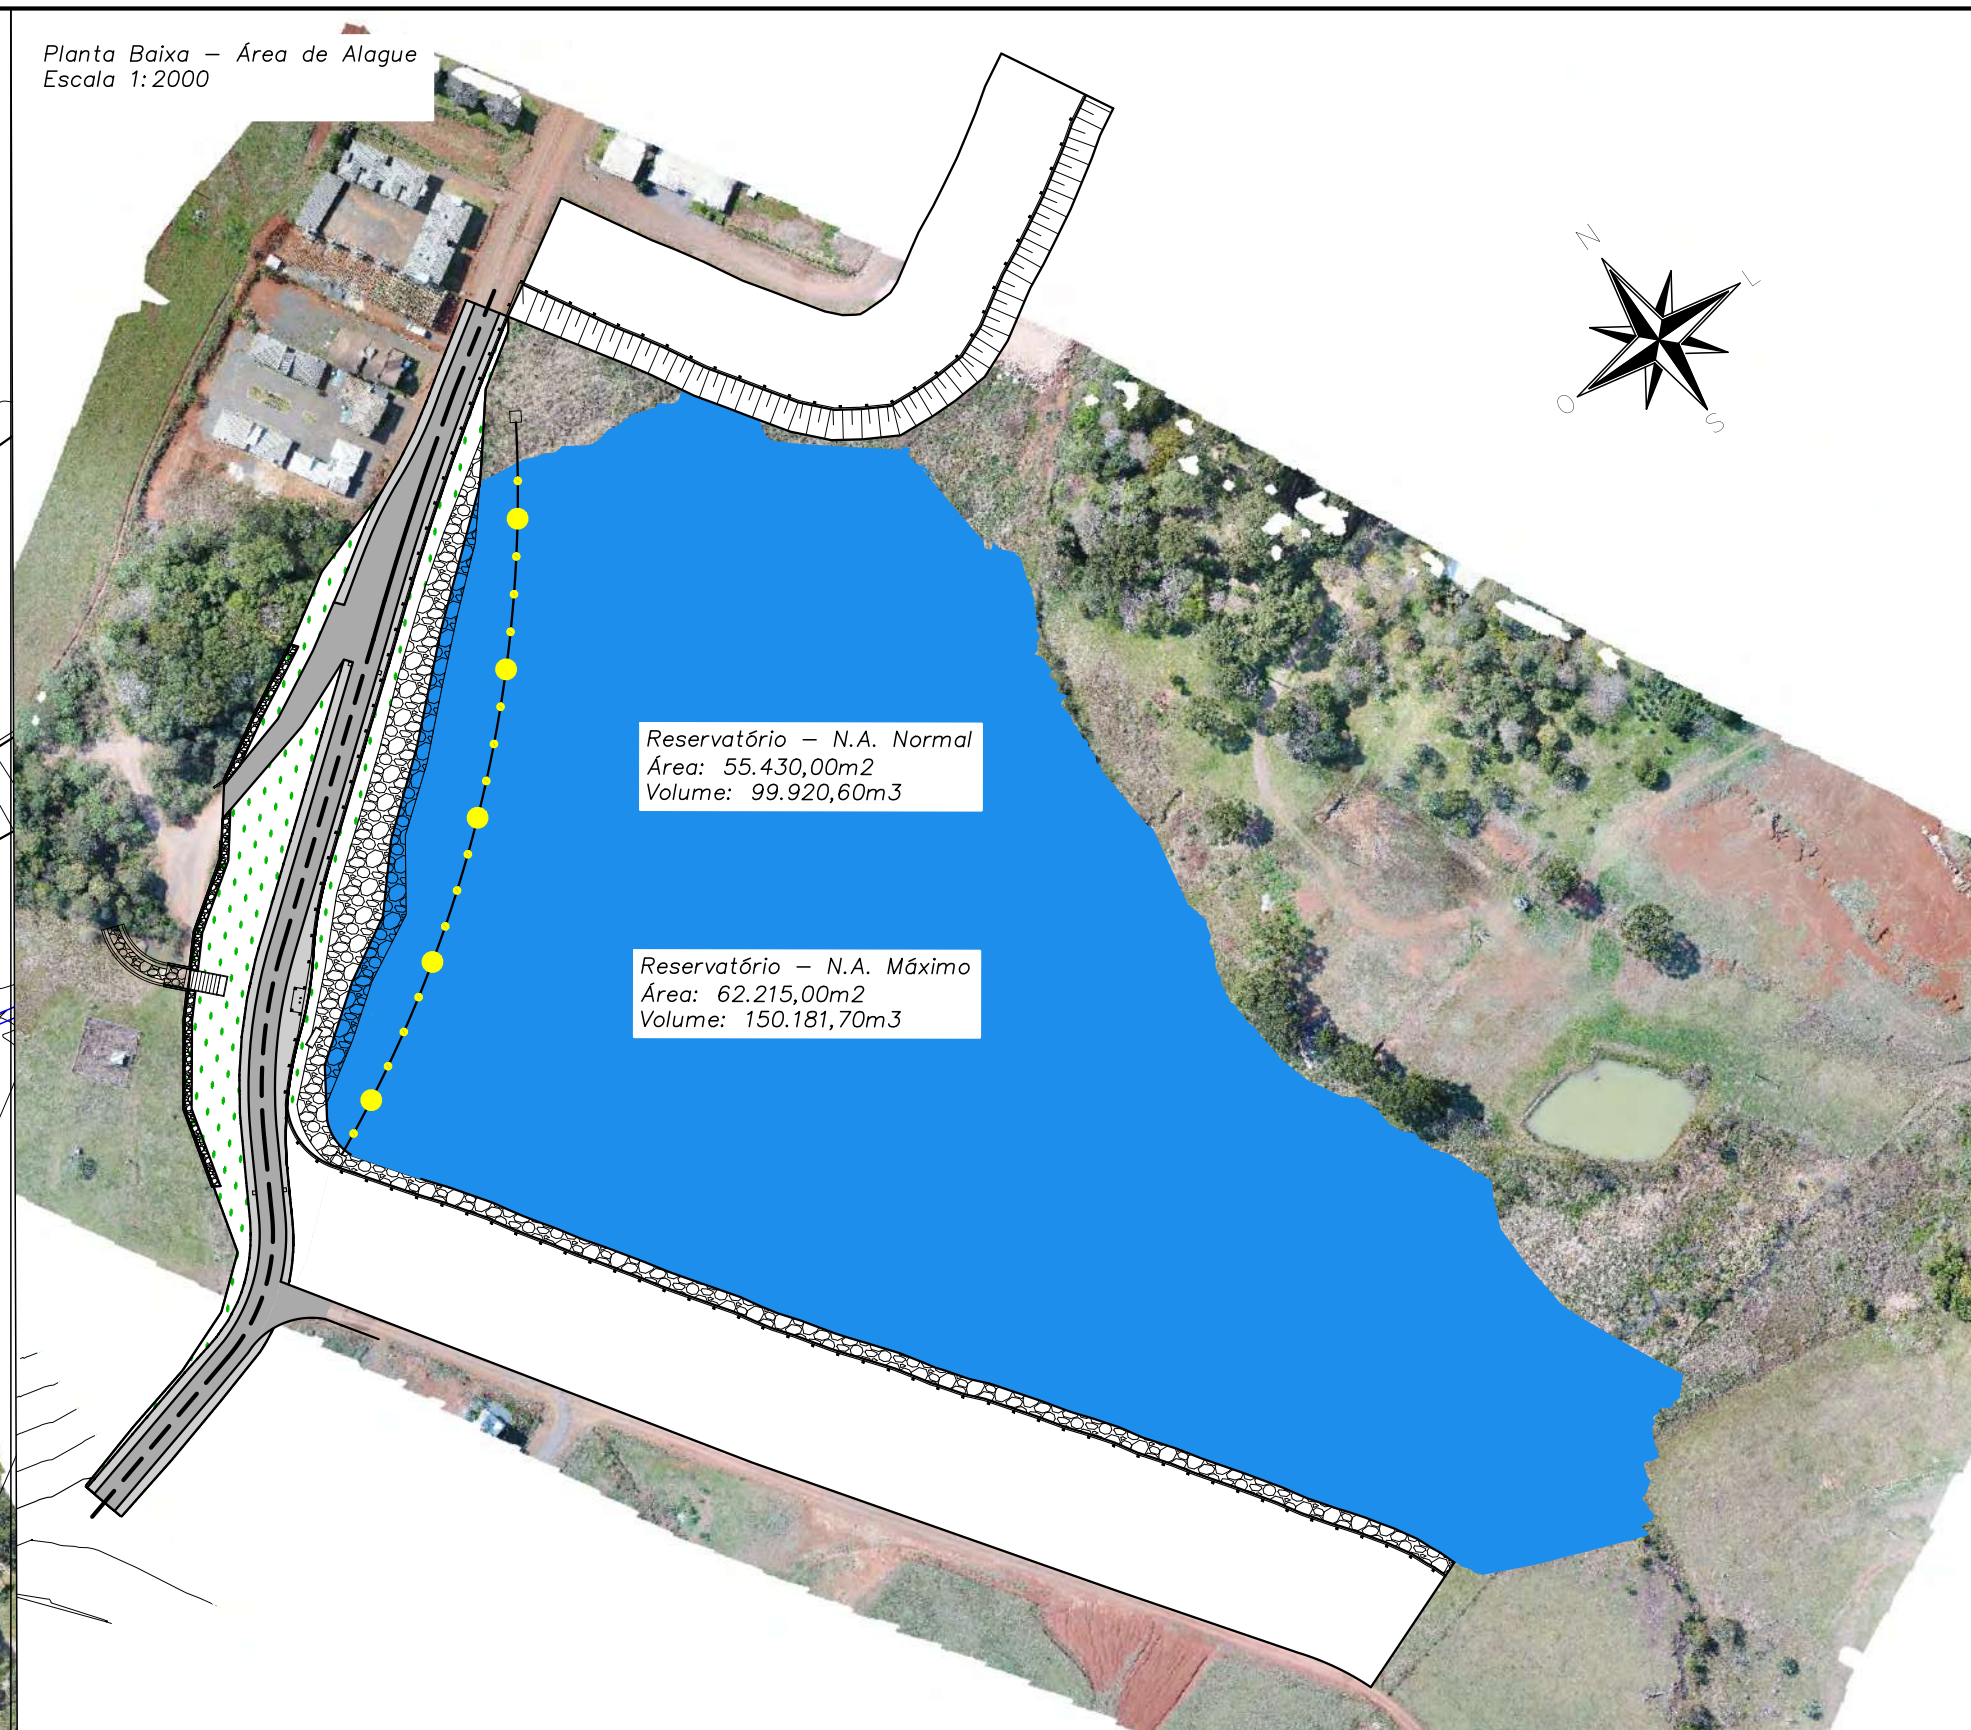 Planta Baixa – Área de Alague
Escala 1:2000
N
L
O
S
Reservatório – N.A. Normal
Área: 55.430,00m2
Volume: 99.920,60m3
Reservatório – N.A. Máximo
Área: 62.215,00m2
Volume: 150.181,70m3